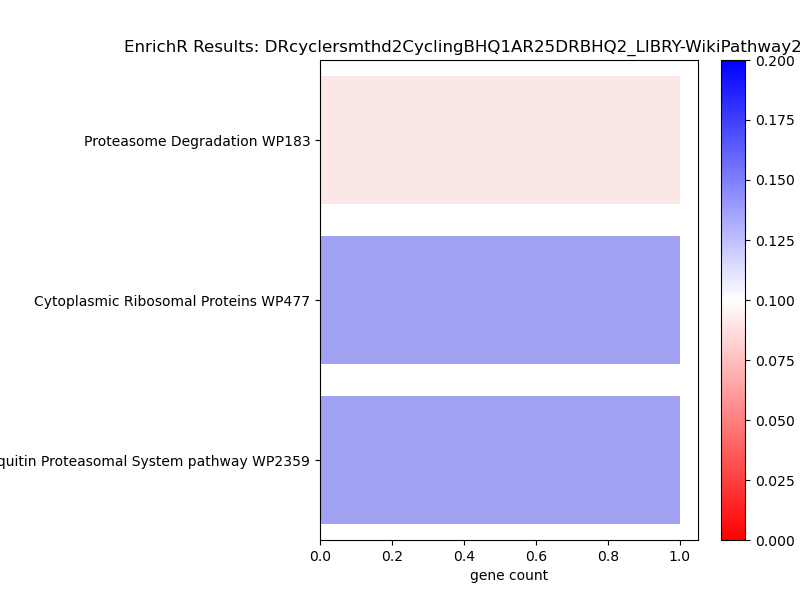 EnrichR Results: DRcyclersmthd2CyclingBHQ1AR25DRBHQ2_LIBRY-WikiPathway2
Proteasome Degradation WP183
Cytoplasmic Ribosomal Proteins WP477
quitin Proteasomal System pathway WP2359
0.0 0.2 0.4 0.6 0.8 1.0
gene count
0.200
0.175
0.150
0.125
0.100
0.075
0.050
0.025
0.000